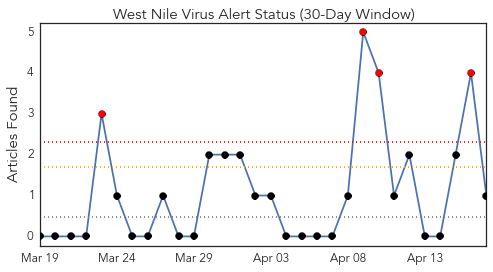 West Nile Virus Alert Status (30-Day Window)
Articles Found
5
4
3
2
1
0
Mar 19 Mar 24 Mar 29 Apr 03 Apr 08 Apr 13